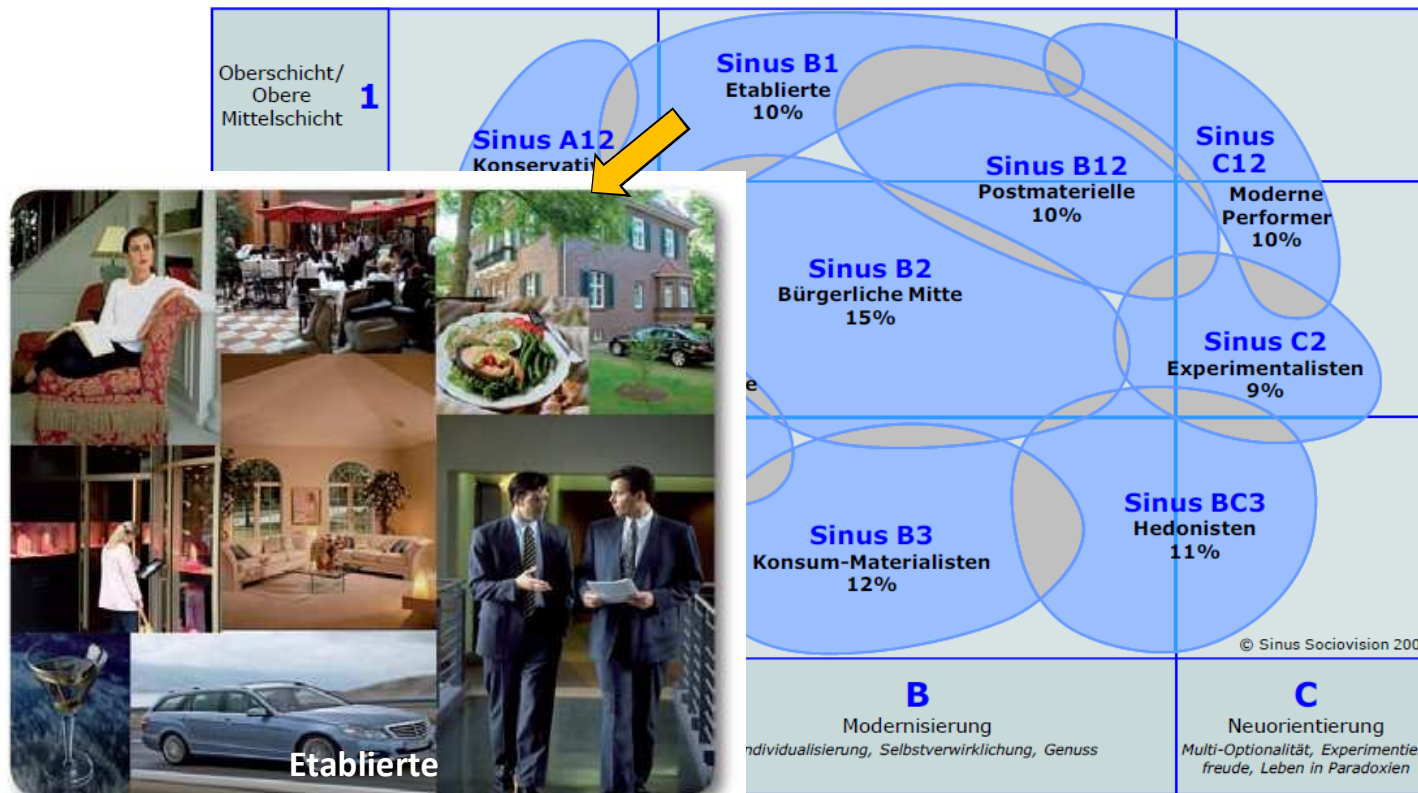 Oberschicht/
Obere
Mittelschicht
1
Sinus A12
Sinus B1
Etablierte
10%
Sinus B12
Postmaterielle
10%
Sinus
C12
Moderne
Performer
10%
Sinus B2
Bürgerliche Mitte
15%
Sinus C2
Experimentalisten
9%
Sinus B3
Konsum-Materialisten
12%
Sinus BC3
Hedonisten
11%
© Sinus Sociovision
B
Modernisierung
Selbstverwirklichung, Genuss
C
Neuorientierung
Multi-Optionalität,
freude, Leben in Paradoxien
Etablierte